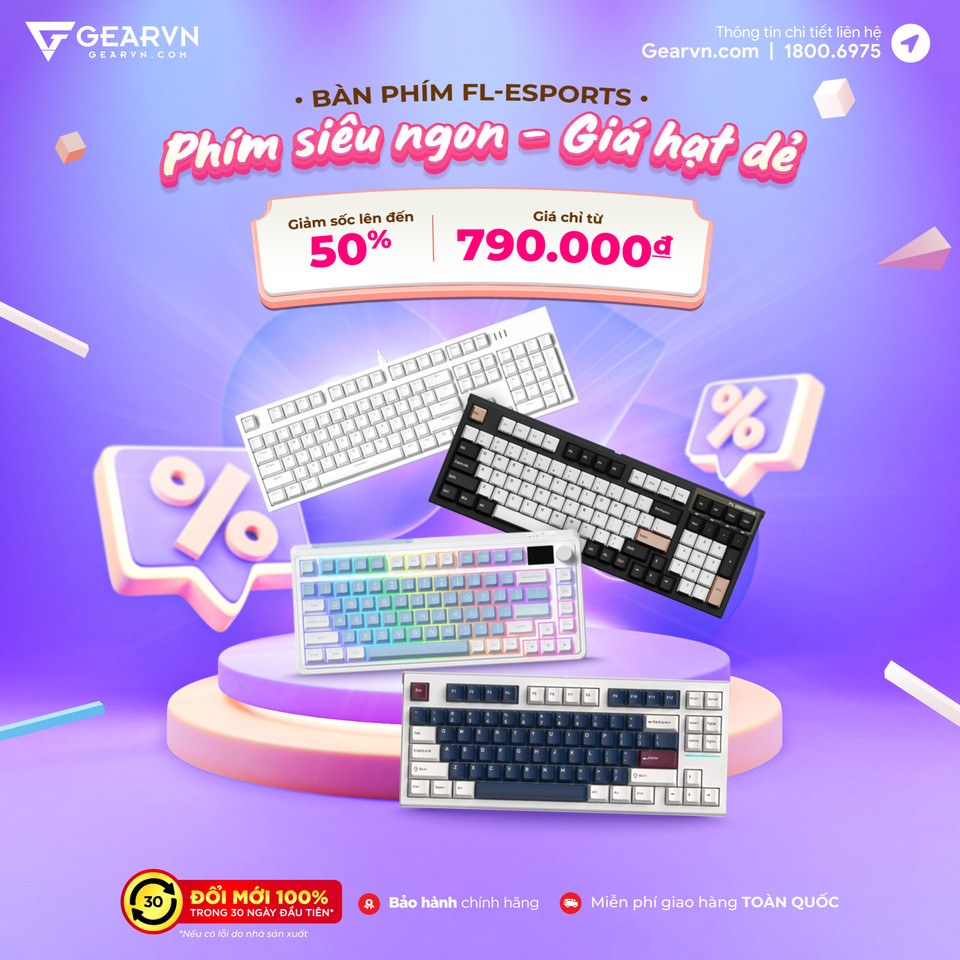 GEARVN
GEARVN.COM
Thông tin chi tiết liên hệ
Gearvn.com | 1800.6975
• BÀN PHÍM FL-ESPORTS •
Phím siêu ngon - Giá hạt dẻ
Giảm sốc lên đến
50%
Giá chỉ từ
790.000đ
FL·ESPORTS
30
ĐỔI MỚI 100%
TRONG 30 NGÀY ĐẦU TIÊN*
*Nếu có lỗi do nhà sản xuất
Bảo hành chính hãng
Miễn phí giao hàng TOÀN QUỐC